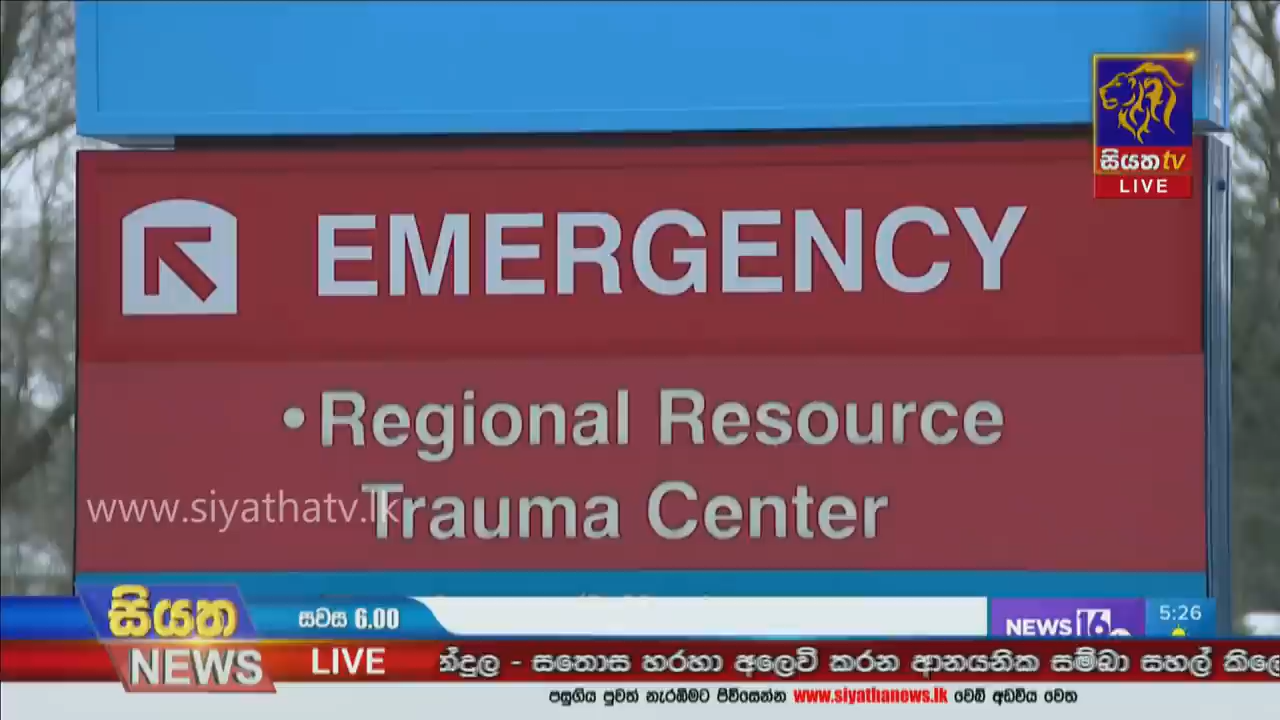 සියත tv
LIVE
EMERGENCY
• Regional Resource
Trauma Center
www.siyathatv.lk
සියත
සවස 6.00
NEWS 16
5:26
NEWS
LIVE
න්දුල - සතොස හරහා අලෙවි කරන ආනයනික සම්බා සහල්
පසුගිය පුවත් නැරඹීමට පිවිසෙන්න www.siyathanews.lk වෙබ් අඩවිය වෙත